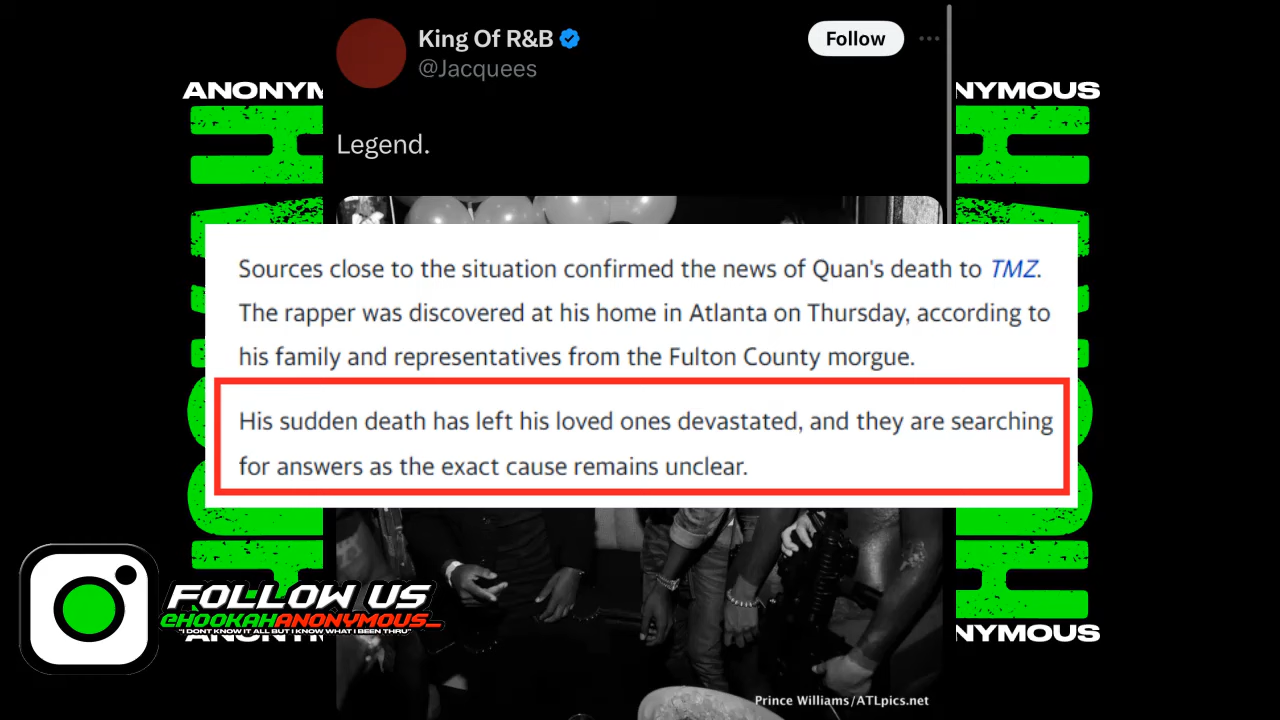 King Of R&B
@Jacquees
Follow
ANONYM
NYMOUS
Legend.
Sources close to the situation confirmed the news of Quan's death to TMZ.
The rapper was discovered at his home in Atlanta on Thursday, according to
his family and representatives from the Fulton County morgue.
His sudden death has left his loved ones devastated, and they are searching
for answers as the exact cause remains unclear.
FOLLOW US
@HOOKAHANONYMOUS_
"I DONT KNOW IT ALL BUT I KNOW WHAT I BEEN THRU"
NYMOUS
Prince Williams/ATLpics.net